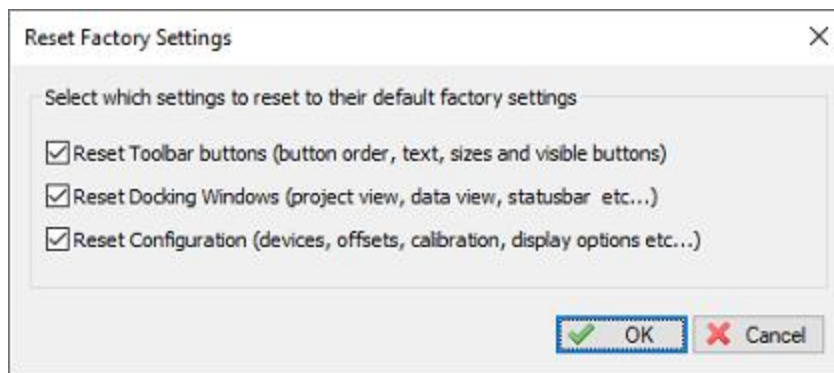 Reset Factory Settings
Select which settings to reset to their default factory settings
Reset Toolbar buttons (button order, text, sizes and visible buttons)
Reset Docking Windows (project view, data view, statusbar  etc...)
Reset Configuration (devices, offsets, calibration, display options etc...)
OK Cancel